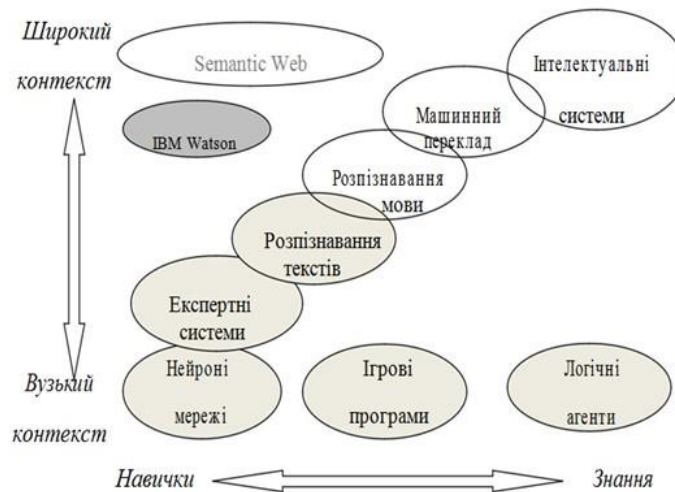 Широкий
контекст
Semantic Web
Інтелектуальні
системи
Машинний
переклад
IBM Watson
Розпізнавання
мови
Розпізнавання
текстів
Експертні
системи
Нейроні
мережі
Ігрові
програми
Логічні
агенти
Вузький
контекст
Навички
Знання